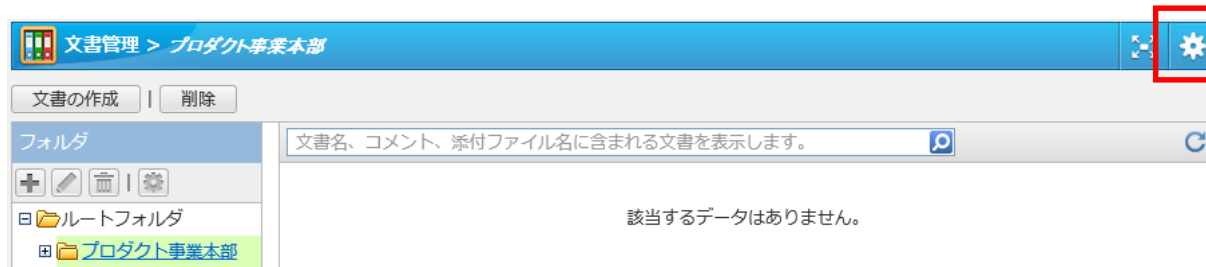 文書管理 > プロダクト事業本部
文書の作成 | 削除
フォルダ
文書名、コメント、添付ファイル名に含まれる文書を表示します。
ルートフォルダ
該当するデータはありません。
プロダクト事業本部